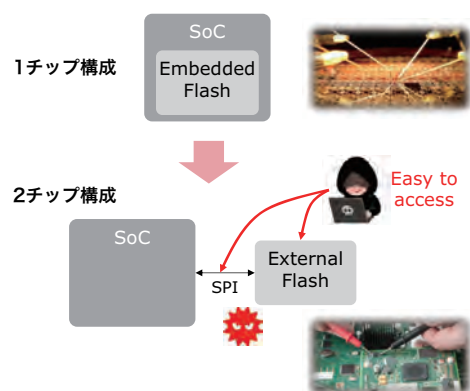 SoC
1チップ構成
Embedded
Flash
2チップ構成
Easy to
access
SoC
External
Flash
SPI